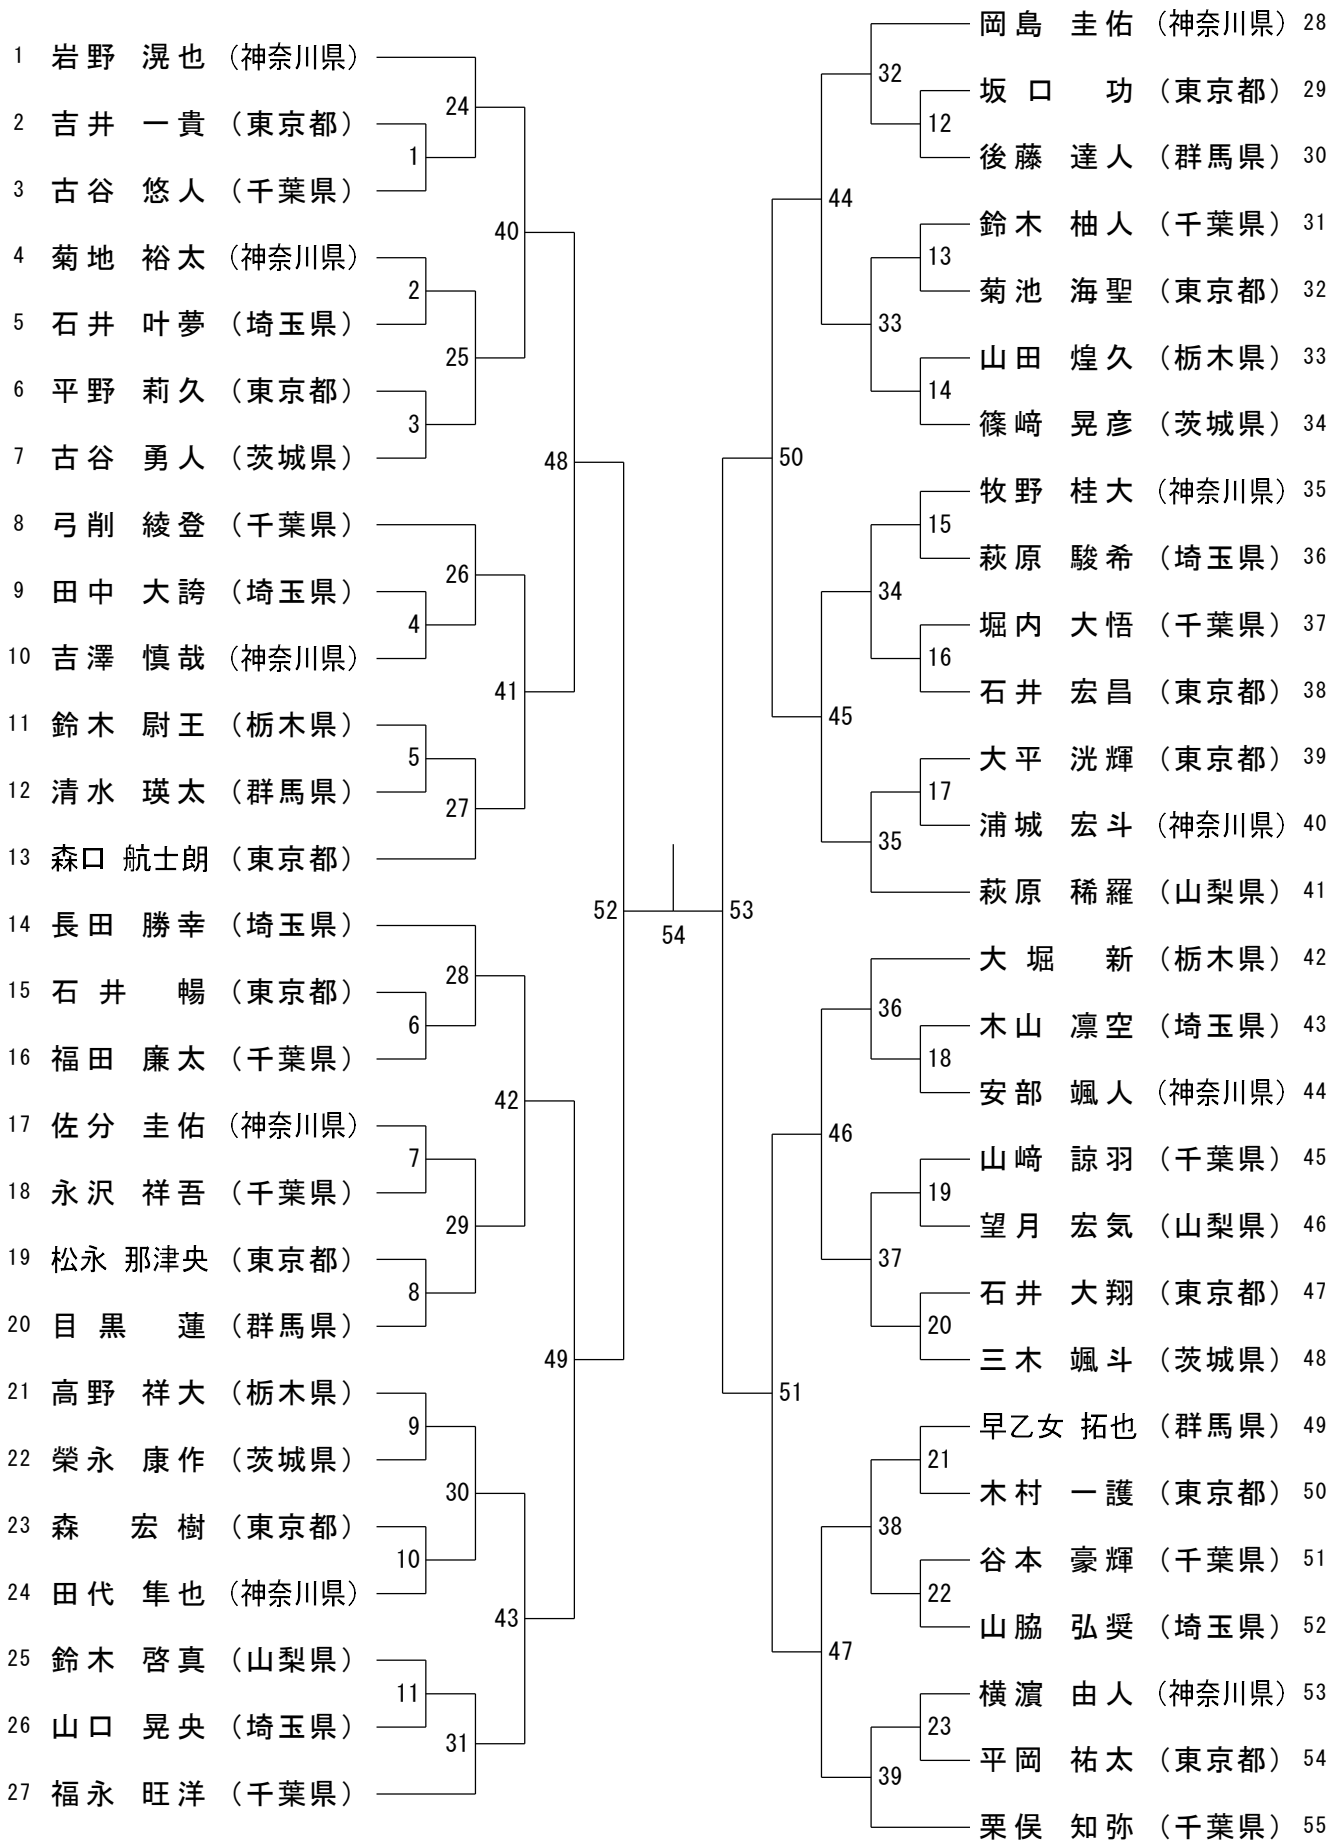 1 岩野 滉也 (神奈川県)
2 吉井 一貴 (東京都)
3 古谷 悠人 (千葉県)
4 菊地 裕太 (神奈川県)
5 石井 叶夢 (埼玉県)
6 平野 莉久 (東京都)
7 古谷 勇人 (茨城県)
8 弓削 綾登 (千葉県)
9 田中 大誇 (埼玉県)
10 吉澤 慎哉 (神奈川県)
11 鈴木 尉王 (栃木県)
12 清水 瑛太 (群馬県)
13 森口 航士朗 (東京都)
14 長田 勝幸 (埼玉県)
15 石井 暢 (東京都)
16 福田 廉太 (千葉県)
17 佐分 圭佑 (神奈川県)
18 永沢 祥吾 (千葉県)
19 松永 那津央 (東京都)
20 目黒 蓮 (群馬県)
21 高野 祥大 (栃木県)
22 榮永 康作 (茨城県)
23 森 宏樹 (東京都)
24 田代 隼也 (神奈川県)
25 鈴木 啓真 (山梨県)
26 山口 晃央 (埼玉県)
27 福永 旺洋 (千葉県)
1
2
3
4
5
6
7
8
9
10
11
24
25
26
27
28
29
30
31
40
41
42
43
48
49
52
54
53
50
51
44
45
46
47
32
33
34
35
36
37
38
39
12
13
14
15
16
17
18
19
20
21
22
23
岡島 圭佑 (神奈川県) 28
坂口 功 (東京都) 29
後藤 達人 (群馬県) 30
鈴木 柚人 (千葉県) 31
菊池 海聖 (東京都) 32
山田 煌久 (栃木県) 33
篠﨑 晃彦 (茨城県) 34
牧野 桂大 (神奈川県) 35
萩原 駿希 (埼玉県) 36
堀内 大悟 (千葉県) 37
石井 宏昌 (東京都) 38
大平 洸輝 (東京都) 39
浦城 宏斗 (神奈川県) 40
萩原 稀羅 (山梨県) 41
大堀 新 (栃木県) 42
木山 凛空 (埼玉県) 43
安部 颯人 (神奈川県) 44
山﨑 諒羽 (千葉県) 45
望月 宏気 (山梨県) 46
石井 大翔 (東京都) 47
三木 颯斗 (茨城県) 48
早乙女 拓也 (群馬県) 49
木村 一護 (東京都) 50
谷本 豪輝 (千葉県) 51
山脇 弘奨 (埼玉県) 52
横濵 由人 (神奈川県) 53
平岡 祐太 (東京都) 54
栗俣 知弥 (千葉県) 55